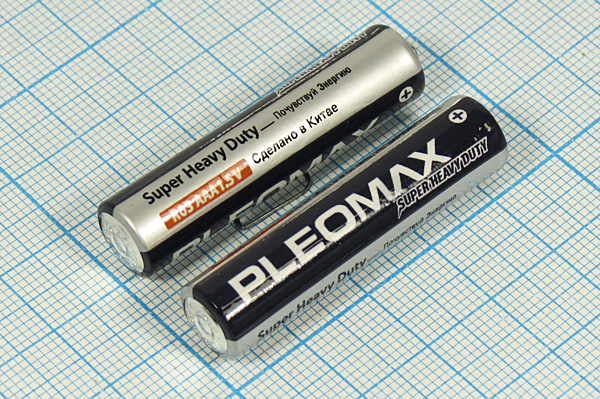 Super Heavy Duty — Почувствуй Энергию
R03 AAA 1.5V Сделано в Китае
PLEOMAX
+
PLEOMAX
SUPER HEAVY DUTY
+
Super Heavy Duty — Почувствуй Энергию